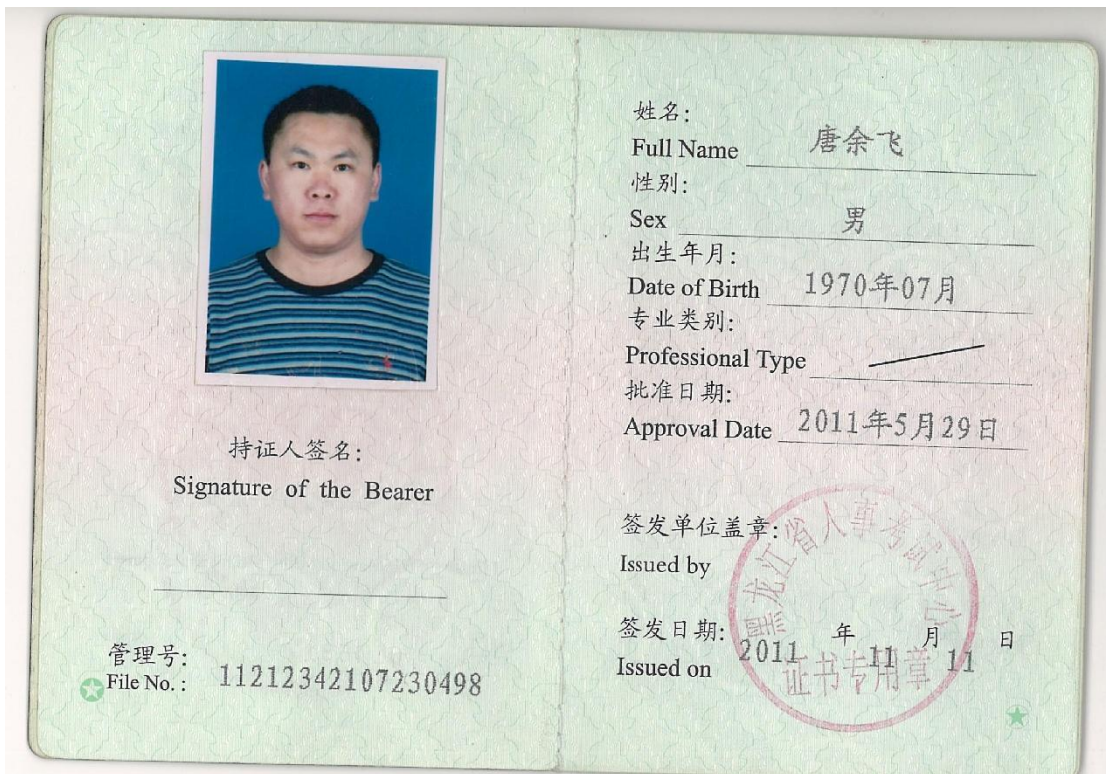 持证人签名:
Signature of the Bearer
管理号:
File No.: 11212342107230498
姓名:
Full Name 唐余飞
性别:
Sex 男
出生年月:
Date of Birth 1970年07月
专业类别:
Professional Type
批准日期:
Approval Date 2011年5月29日
签发单位盖章:
Issued by
黑龙江省人事考试中心
证书专用章
签发日期:
Issued on 2011 年 11 月 11 日